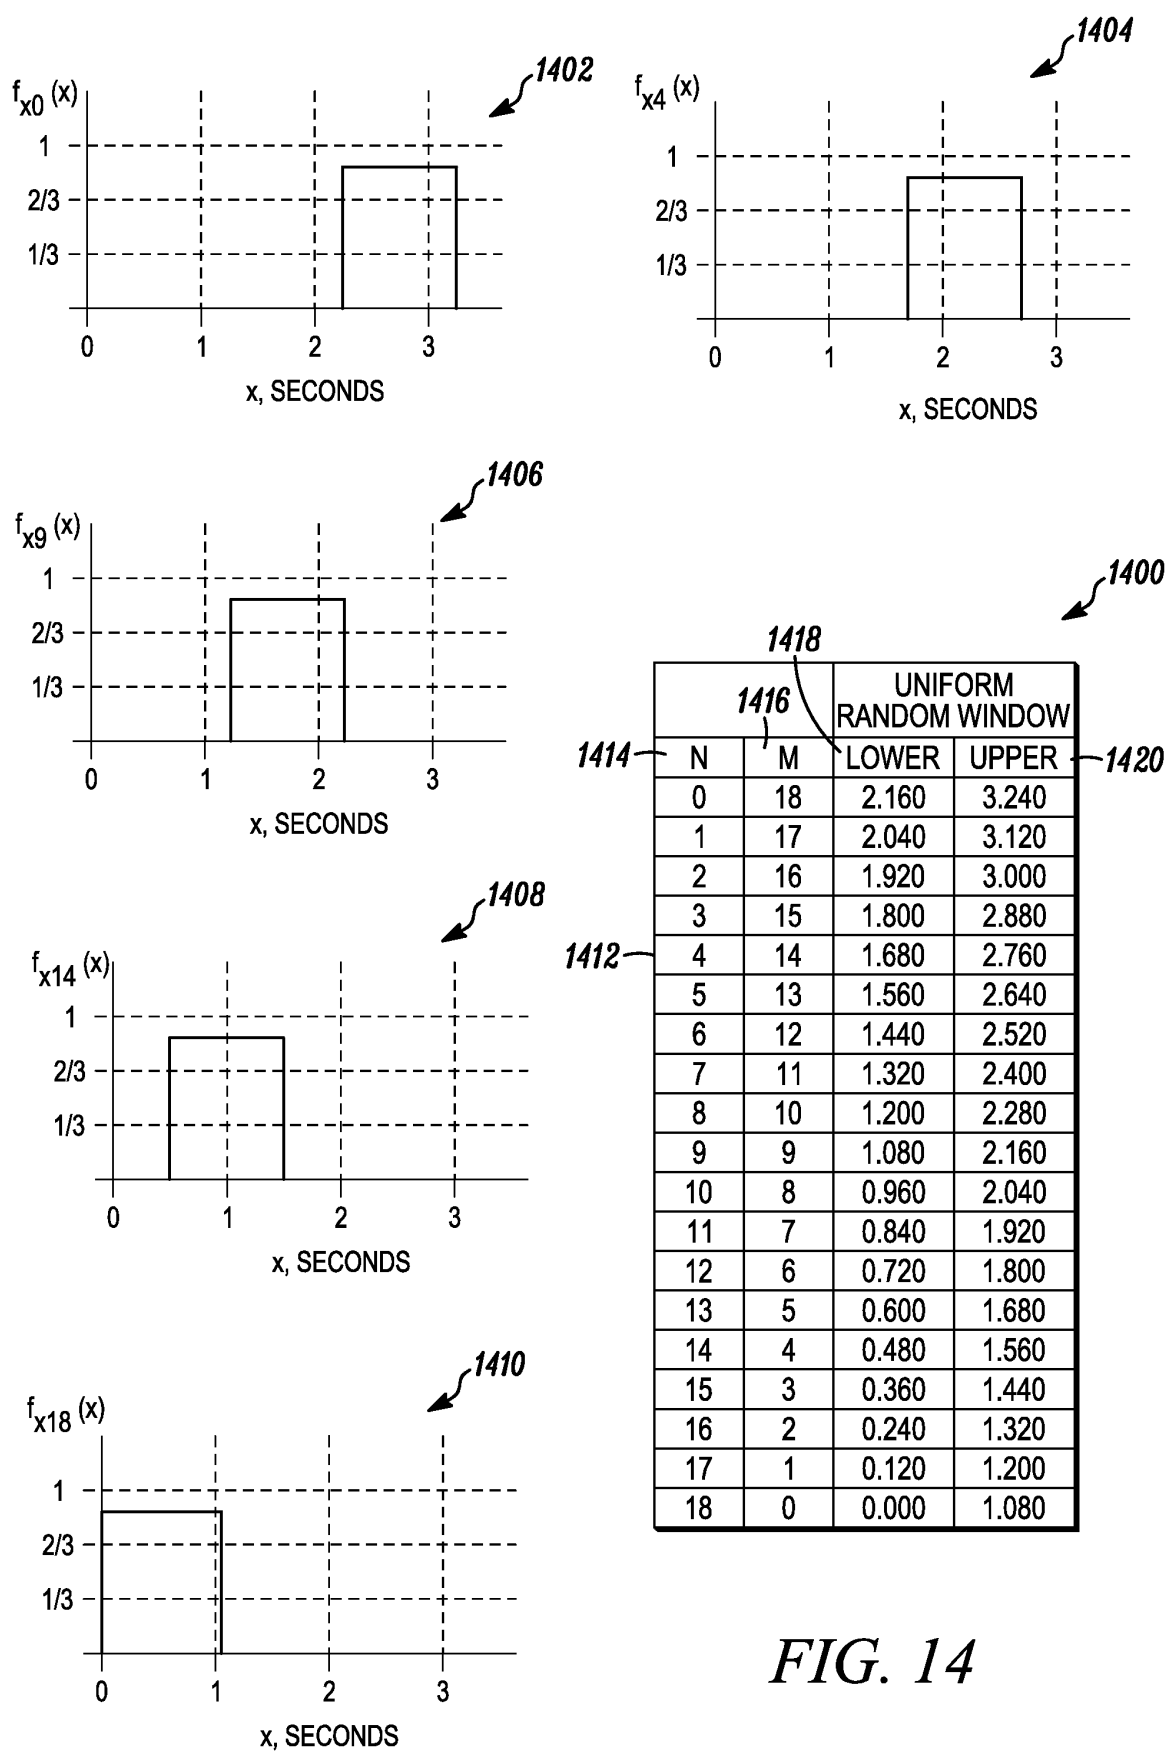 1402
f x0 (x)
1
2/3
1/3
0 1 2 3
x, SECONDS
1404
f x4 (x)
1
2/3
1/3
0 1 2 3
x, SECONDS
1406
f x9 (x)
1
2/3
1/3
0 1 2 3
x, SECONDS
1408
f x14 (x)
1
2/3
1/3
0 1 2 3
x, SECONDS
1410
f x18 (x)
1
2/3
1/3
0 1 2 3
x, SECONDS
1400
1418
1416
UNIFORM
RANDOM WINDOW
1414 N M LOWER UPPER 1420
0 18 2.160 3.240
1 17 2.040 3.120
2 16 1.920 3.000
3 15 1.800 2.880
1412 4 14 1.680 2.760
5 13 1.560 2.640
6 12 1.440 2.520
7 11 1.320 2.400
8 10 1.200 2.280
9 9 1.080 2.160
10 8 0.960 2.040
11 7 0.840 1.920
12 6 0.720 1.800
13 5 0.600 1.680
14 4 0.480 1.560
15 3 0.360 1.440
16 2 0.240 1.320
17 1 0.120 1.200
18 0 0.000 1.080
FIG. 14